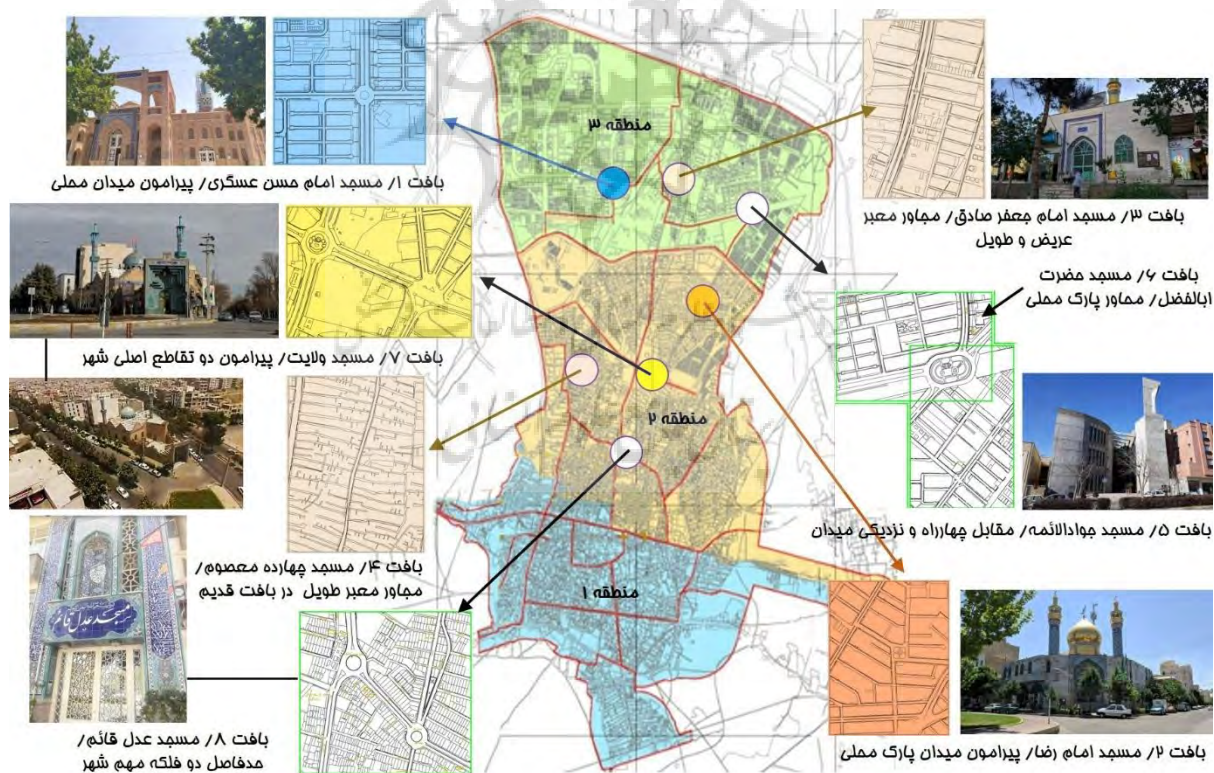 بافت ۱/ مسجد امام حسن عسگری/ پیرامون میدان محلی
بافت ۳/ مسجد امام جعفر صادق/ مجاور معبر
عریض و طویل
بافت ۷/ مسجد ولایت/ پیرامون دو تقاطع اصلی شهر
بافت ۶/ مسجد حضرت
ابالفضل/ مجاور پارک محلی
بافت ۵/ مسجد جوادالائمه/ مقابل چهارراه و نزدیکی میدان
بافت ۴/ مسجد چهارده معصوم/
مجاور معبر طویل در بافت قدیم
مسجد عدل قائم
بافت ۸/ مسجد عدل قائم/
حدفاصل دو فلکه مهم شهر
بافت ۲/ مسجد امام رضا/ پیرامون میدان پارک محلی
منطقه ۳
منطقه ۲
منطقه ۱